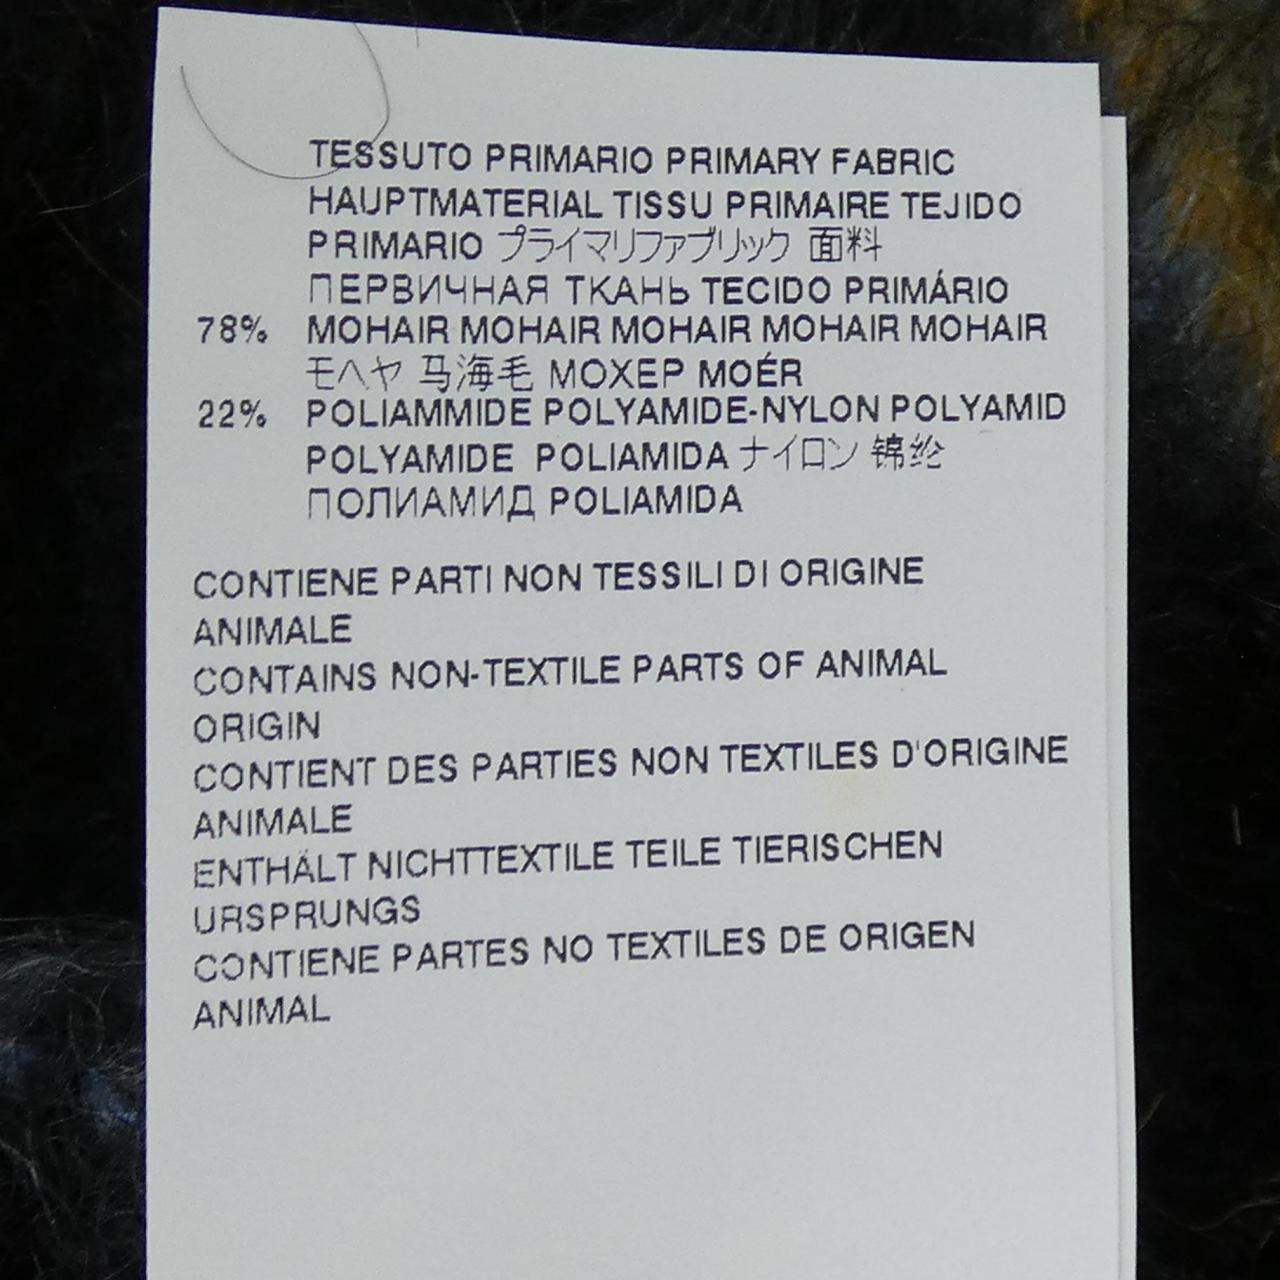 TESSUTO PRIMARIO PRIMARY FABRIC
HAUPTMATERIAL TISSU PRIMAIRE TEJIDO
PRIMARIO プライマリファブリック 面料
ПЕРВИЧНАЯ ТКАНЬ TECIDO PRIMÁRIO
78% MOHAIR MOHAIR MOHAIR MOHAIR MOHAIR
モヘヤ 马海毛 МОХЕР MOÉR
22% POLIAMMIDE POLYAMIDE-NYLON POLYAMID
POLYAMIDE POLIAMIDA ナイロン 锦纶
ПОЛИАМИД POLIAMIDA
CONTIENE PARTI NON TESSILI DI ORIGINE
ANIMALE
CONTAINS NON-TEXTILE PARTS OF ANIMAL
ORIGIN
CONTIENT DES PARTIES NON TEXTILES D'ORIGINE
ANIMALE
ENTHÄLT NICHTTEXTILE TEILE TIERISCHEN
URSPRUNGS
CONTIENE PARTES NO TEXTILES DE ORIGEN
ANIMAL